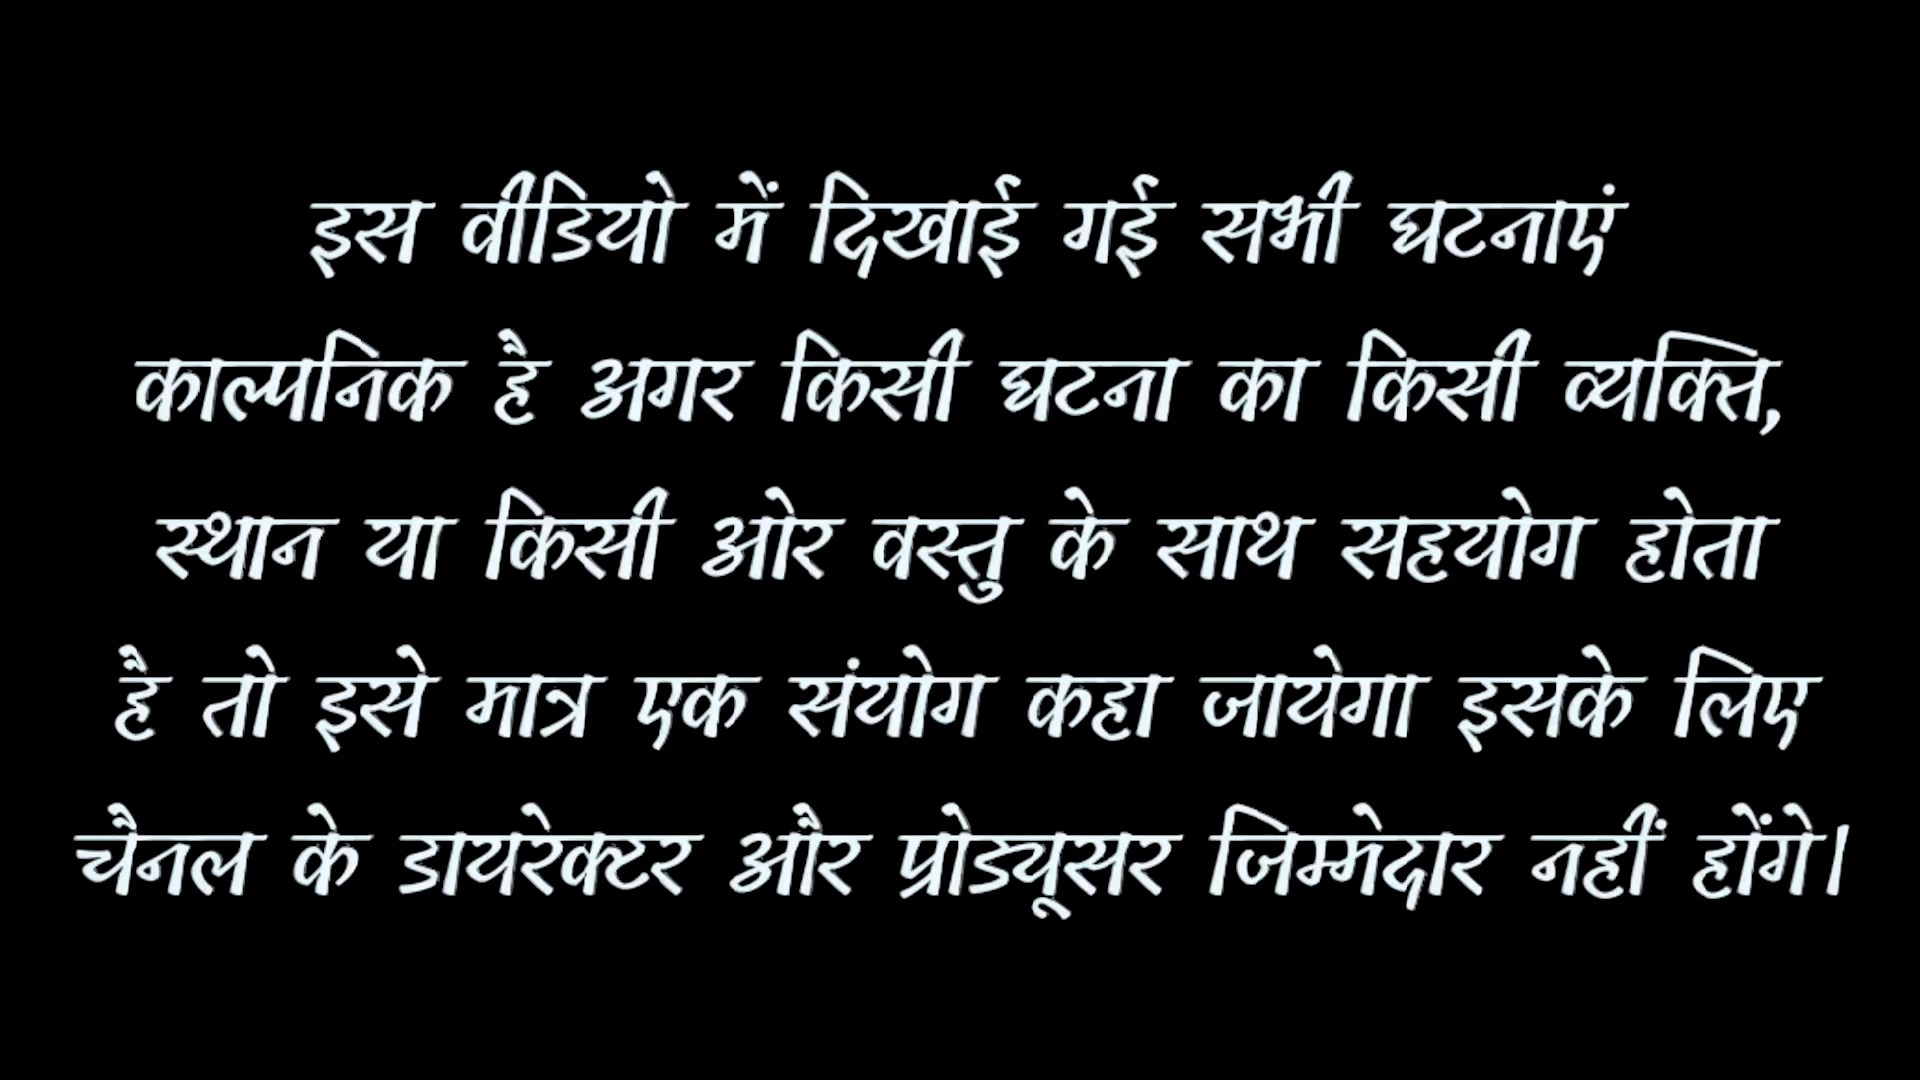 इस वीडियो में दिखाई गई सभी घटनाएं
काल्पनिक है अगर किसी घटना का किसी व्यक्ति,
स्थान या किसी ओर वस्तु के साथ सहयोग होता
है तो इसे मात्र एक संयोग कहा जायेगा इसके लिए
चैनल के डायरेक्टर और प्रोड्यूसर जिम्मेदार नहीं होंगे।